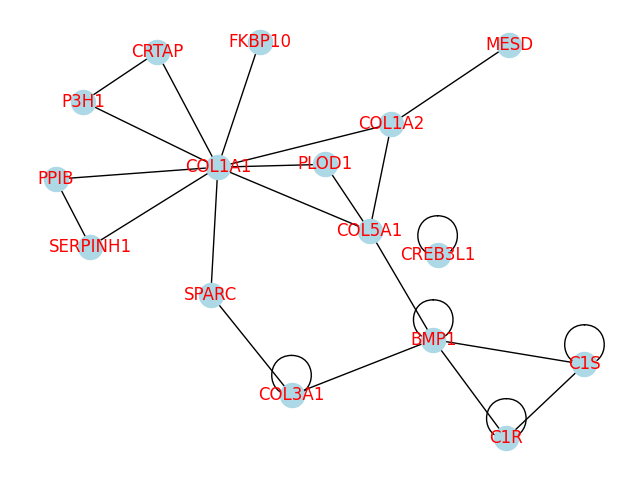 FKBP10
MESD
CRTAP
P3H1
COL1A2
PLOD1
COL1A1
PPIB
COL5A1
SERPINH1
CREB3L1
SPARC
BMP1
C1S
COL3A1
C1R